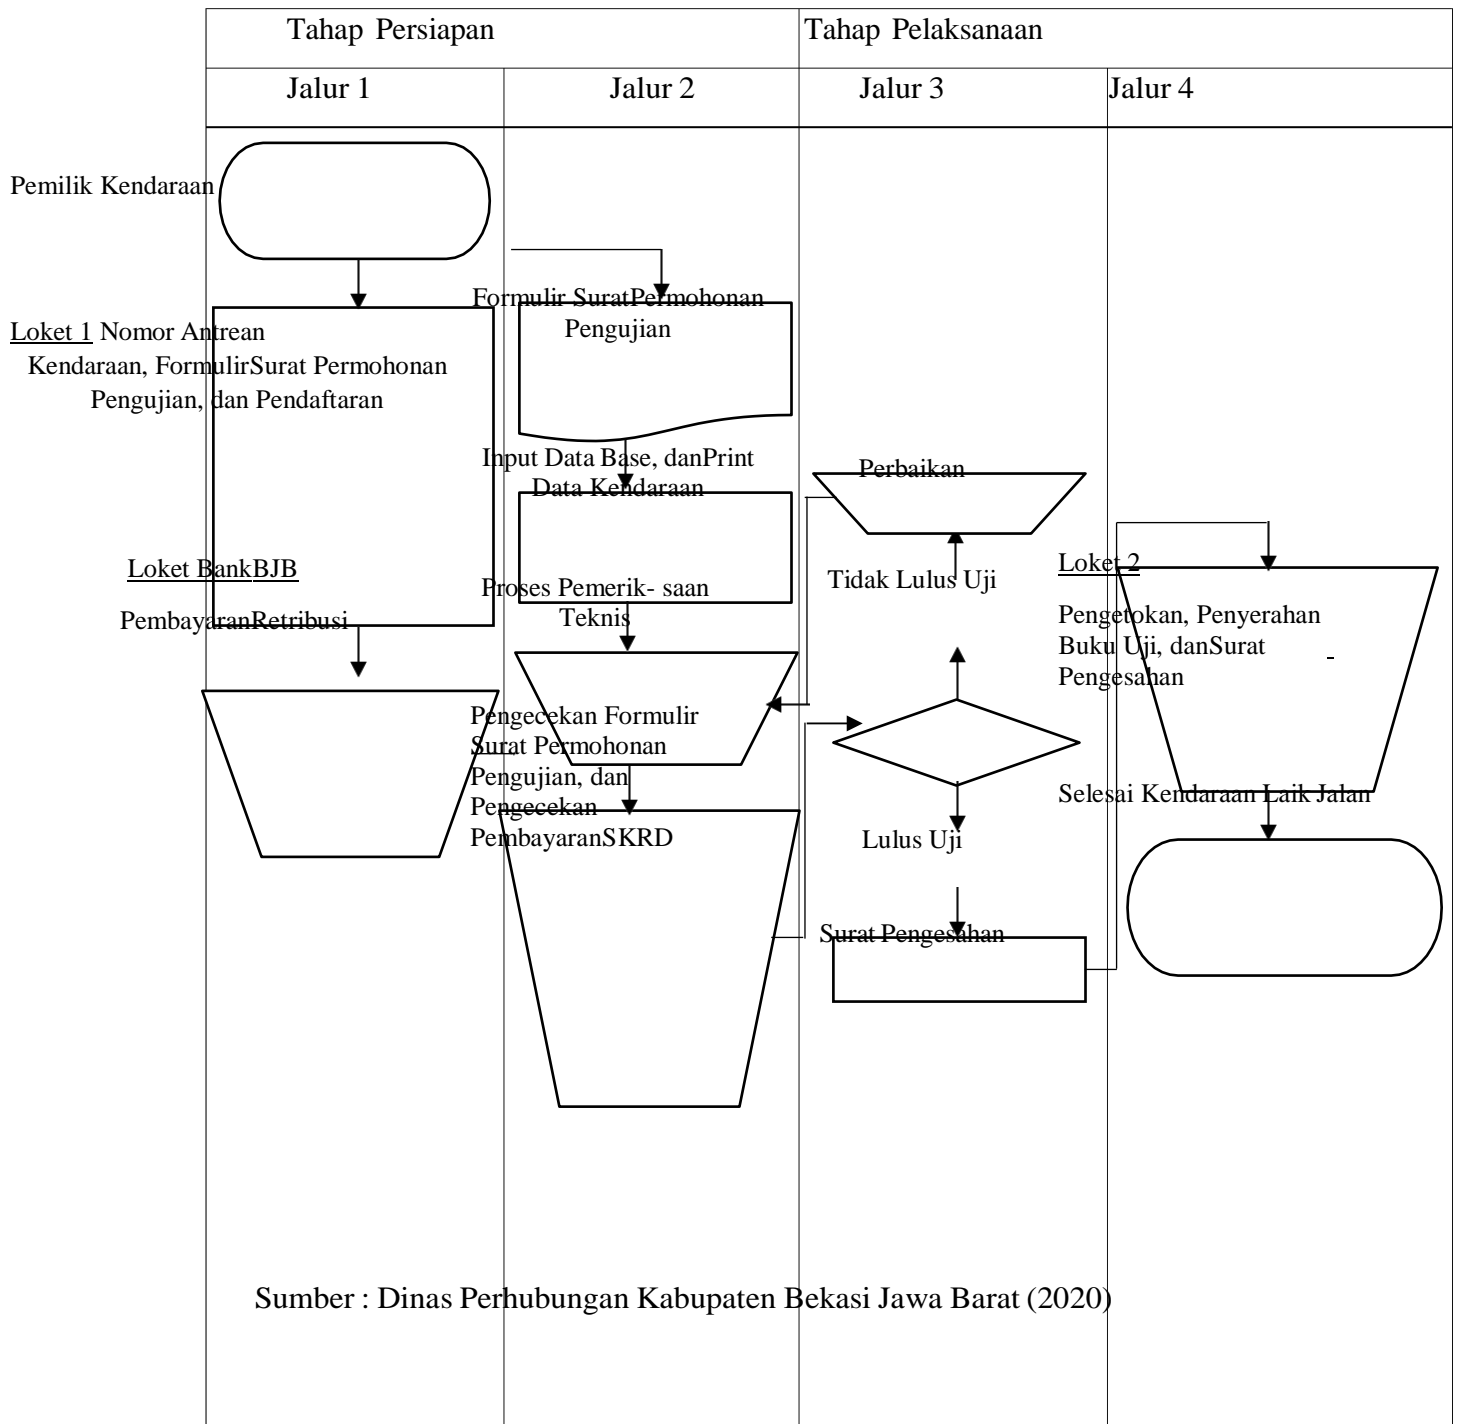 Tahap Persiapan
Tahap Pelaksanaan
Jalur 1
Jalur 2
Jalur 3
Jalur 4
Pemilik Kendaraan
Loket 1 Nomor Antrean
Kendaraan, FormulirSurat Permohonan
Pengujian, dan Pendaftaran
Loket BankBJB
PembayaranRetribusi
Formulir SuratPermohonan
Pengujian
Input Data Base, danPrint
Data Kendaraan
Proses Pemerik- saan
Teknis
Pengecekan Formulir
Surat Permohonan
Pengujian, dan
Pengecekan
PembayaranSKRD
Perbaikan
Tidak Lulus Uji
Lulus Uji
Surat Pengesahan
Loket 2
Pengetokan, Penyerahan
Buku Uji, danSurat
Pengesahan
Selesai Kendaraan Laik Jalan
Sumber : Dinas Perhubungan Kabupaten Bekasi Jawa Barat (2020)